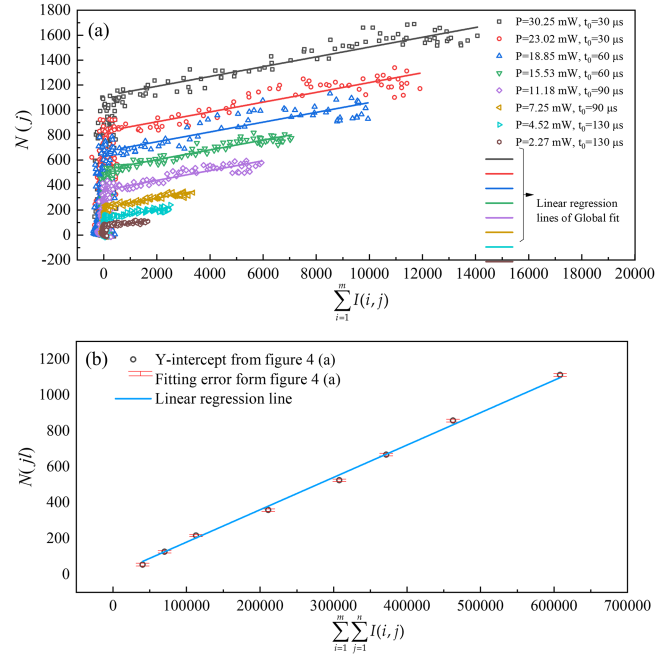 (a)
N(j)
1800
1600
1400
1200
1000
800
600
400
200
0
-200
P=30.25 mW, t₀=30 μs
P=23.02 mW, t₀=30 μs
P=18.85 mW, t₀=60 μs
P=15.53 mW, t₀=60 μs
P=11.18 mW, t₀=90 μs
P=7.25 mW, t₀=90 μs
P=4.52 mW, t₀=130 μs
P=2.27 mW, t₀=130 μs
Linear regression
lines of Global fit
0 2000 4000 6000 8000 10000 12000 14000 16000 18000 20000
∑_{i=1}^{m} I(i,j)
(b)
N(jI)
1200
1000
800
600
400
200
0
Y-intercept from figure 4 (a)
Fitting error form figure 4 (a)
Linear regression line
0 100000 200000 300000 400000 500000 600000 700000
∑_{i=1}^{m} ∑_{j=1}^{n} I(i,j)